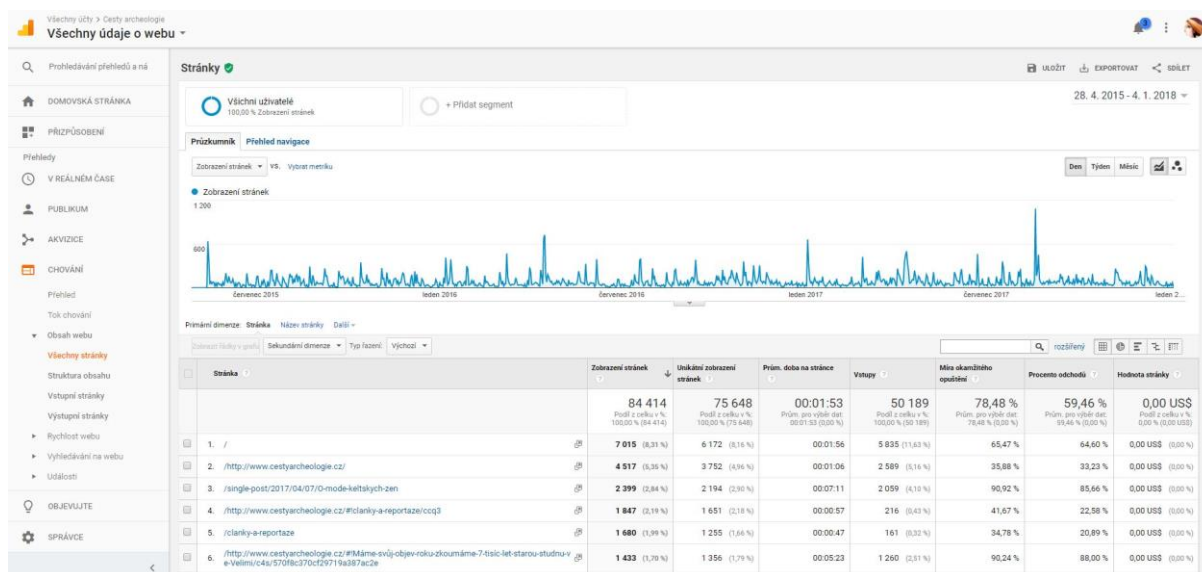 Všechny účty > Cesty archeologie
Všechny údaje o webu
3
Prohledávání přehledů a ná
DOMOVSKÁ STRÁNKA
PŘIZPŮSOBENÍ
Přehledy
V REÁLNÉM ČASE
PUBLIKUM
AKVIZICE
CHOVÁNÍ
Přehled
Tok chování
Obsah webu
Všechny stránky
Struktura obsahu
Vstupní stránky
Výstupní stránky
Rychlost webu
Vyhledávání na webu
Události
OBJEVUJTE
SPRÁVCE
Stránky
ULOŽIT EXPORTOVAT SDÍLET
28. 4. 2015 - 4. 1. 2018
Všichni uživatelé
100,00 % Zobrazení stránek
+ Přidat segment
Průzkumník Přehled navigace
Zobrazení stránek VS. Vybrat metriku
Den Týden Měsíc
Zobrazení stránek
1 200
600
červenec 2015 leden 2016 červenec 2016 leden 2017 červenec 2017 leden 2...
Primární dimenze: Stránka Název stránky Další
Zobrazit řádky v grafu Sekundární dimenze Typ řazení: Výchozí
rozšířený
Stránka Zobrazení stránek Unikátní zobrazení stránek Prům. doba na stránce Vstupy Míra okamžitého opuštění Procento odchodů Hodnota stránky
84 414 75 648 00:01:53 50 189 78,48 % 59,46 % 0,00 US$
Podíl z celku v %: Podíl z celku v %: Prům. pro výběr dat: Podíl z celku v %: Prům. pro výběr dat: Prům. pro výběr dat: Podíl z celku v %:
100,00 % (84 414) 100,00 % (75 648) 00:01:53 (0,00 %) 100,00 % (50 189) 78,48 % (0,00 %) 59,46 % (0,00 %) 0,00 % (0,00 US$)
1. / 7 015 (8,31 %) 6 172 (8,16 %) 00:01:56 5 835 (11,63 %) 65,47 % 64,60 % 0,00 US$ (0,00 %)
2. /http://www.cestyarcheologie.cz/ 4 517 (5,35 %) 3 752 (4,96 %) 00:01:06 2 589 (5,16 %) 35,88 % 33,23 % 0,00 US$ (0,00 %)
3. /single-post/2017/04/07/O-mode-keltskych-zen 2 399 (2,84 %) 2 194 (2,90 %) 00:07:11 2 059 (4,10 %) 90,92 % 85,66 % 0,00 US$ (0,00 %)
4. /http://www.cestyarcheologie.cz/#!clanky-a-reportaze/ccq3 1 847 (2,19 %) 1 651 (2,18 %) 00:00:57 216 (0,43 %) 41,67 % 22,58 % 0,00 US$ (0,00 %)
5. /clanky-a-reportaze 1 680 (1,99 %) 1 255 (1,66 %) 00:00:47 161 (0,32 %) 34,78 % 20,89 % 0,00 US$ (0,00 %)
6. /http://www.cestyarcheologie.cz/#!Máme-svůj-objev-roku-zkoumáme-7-tisíc-let-starou-studnu-v
e-Velimi/c4s/570f8c370cf29719a387ac2e 1 433 (1,70 %) 1 356 (1,79 %) 00:05:23 1 260 (2,51 %) 90,24 % 88,00 % 0,00 US$ (0,00 %)